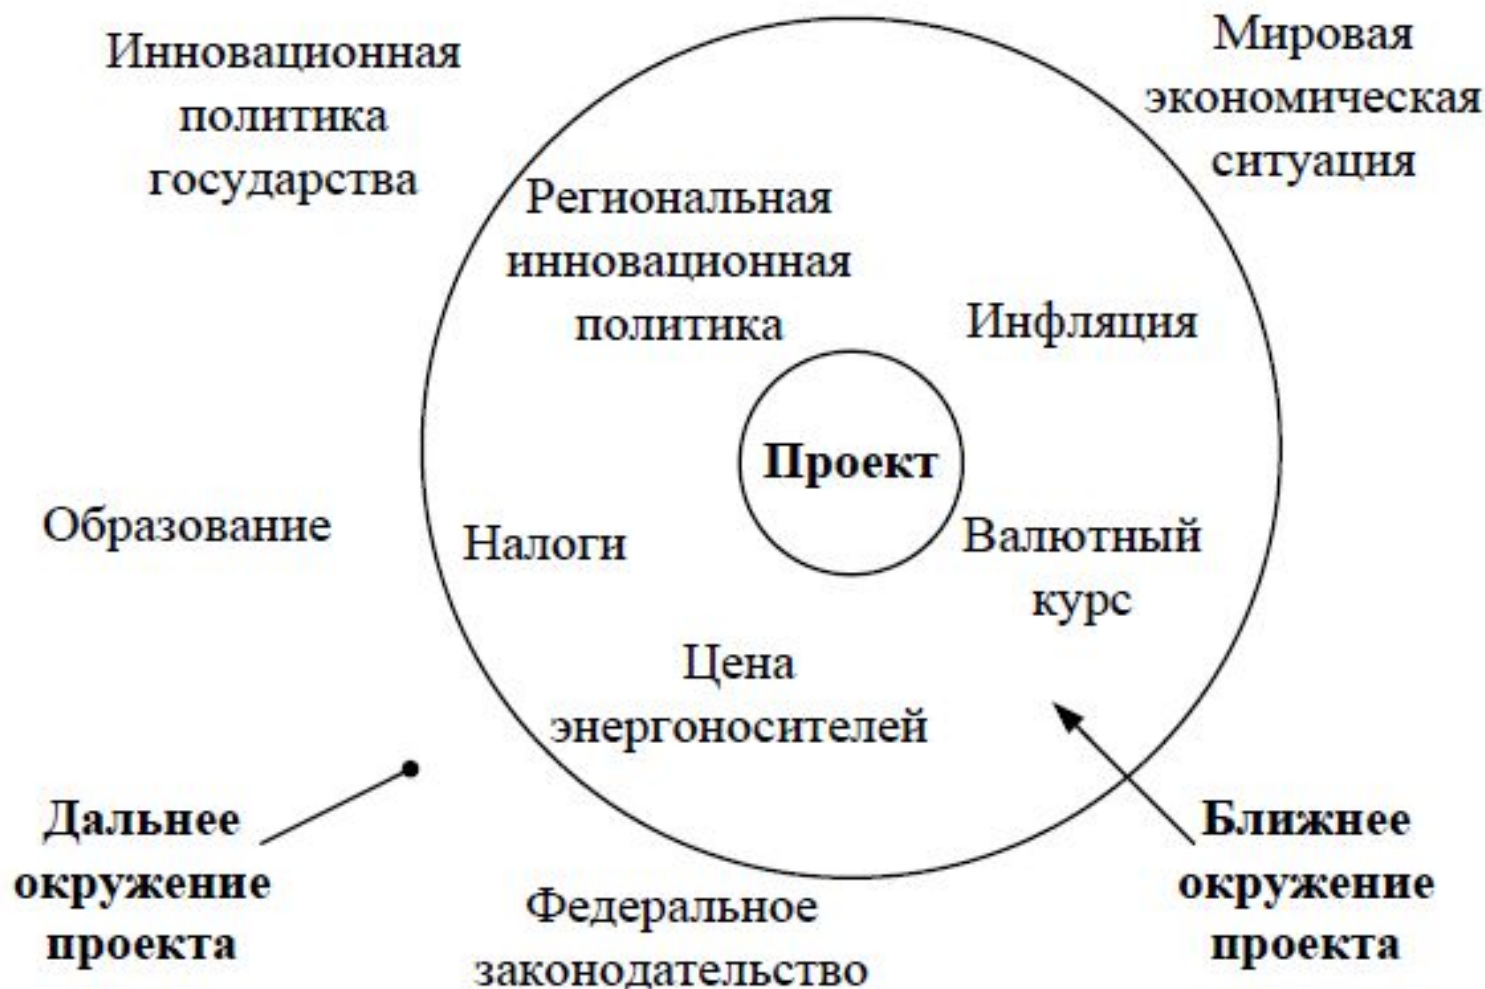 Инновационная
политика
государства
Мировая
экономическая
ситуация
Региональная
инновационная
политика
Инфляция
Проект
Образование
Налоги
Валютный
курс
Цена
энергоносителей
Дальнее
окружение
проекта
Ближнее
окружение
проекта
Федеральное
законодательство